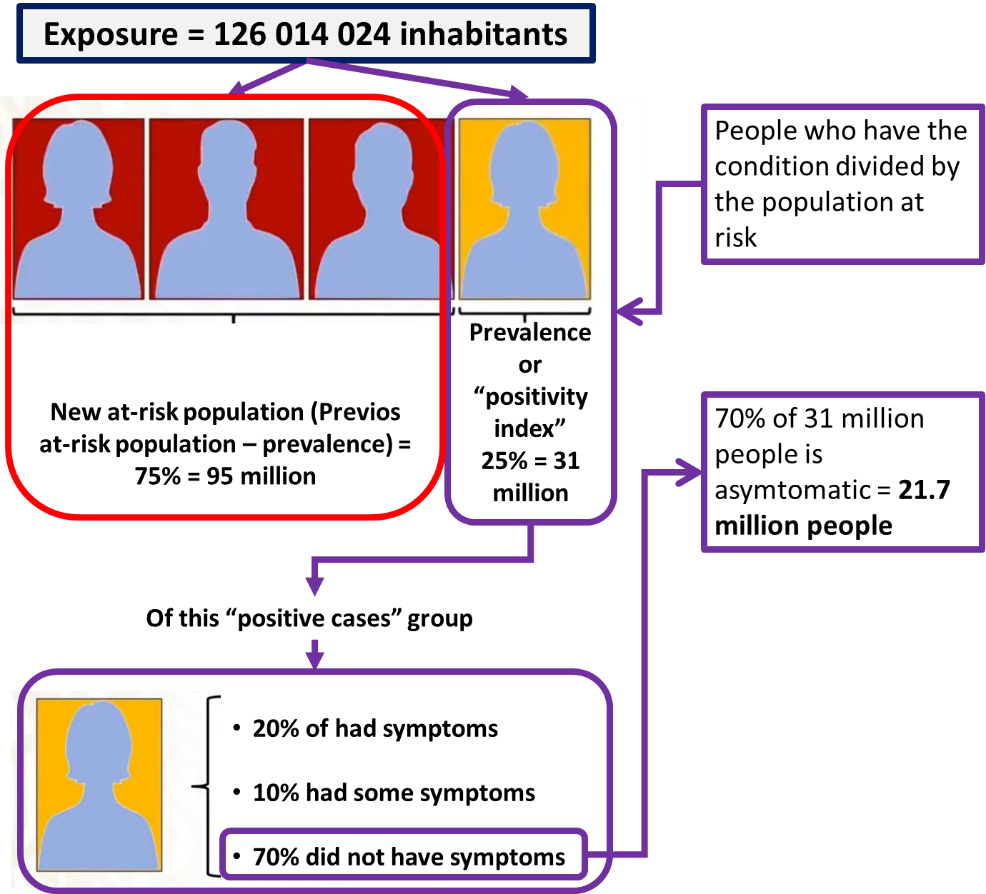 Exposure = 126 014 024 inhabitants
People who have the
condition divided by
the population at
risk
New at-risk population (Previos
at-risk population – prevalence) =
75% = 95 million
Prevalence
or
“positivity
index”
25% = 31
million
70% of 31 million
people is
asymtomatic = 21.7
million people
Of this “positive cases” group
• 20% of had symptoms
• 10% had some symptoms
• 70% did not have symptoms